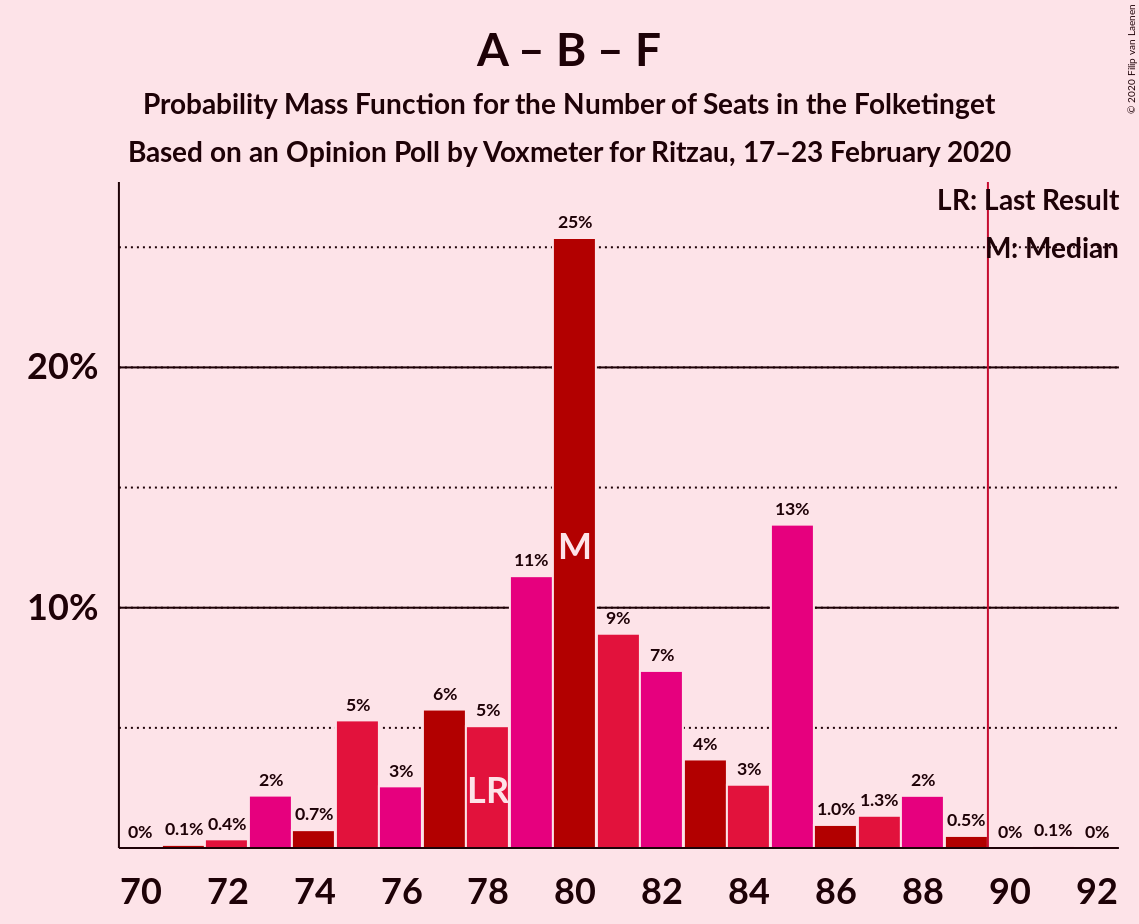 A – B – F
Probability Mass Function for the Number of Seats in the Folketinget
Based on an Opinion Poll by Voxmeter for Ritzau, 17–23 February 2020
© 2020 Filip van Laenen
LR: Last Result
M: Median
20%
10%
0%
0.1%
0.4%
2%
0.7%
5%
3%
6%
5%
11%
25%
9%
7%
4%
3%
13%
1.0%
1.3%
2%
0.5%
0%
0.1%
0%
LR
M
70 72 74 76 78 80 82 84 86 88 90 92